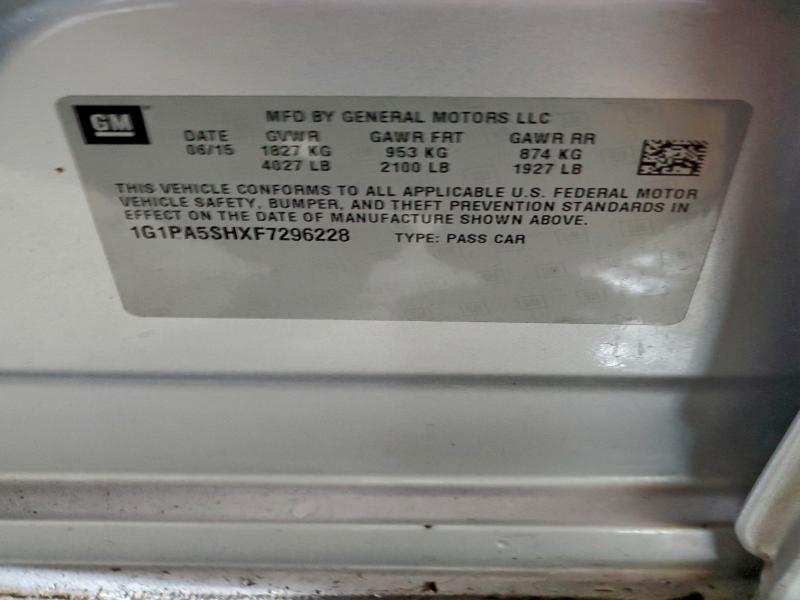 GM
MFD BY GENERAL MOTORS LLC
DATE GVWR GAWR FRT GAWR RR
06/15 1827 KG 953 KG 874 KG
4027 LB 2100 LB 1927 LB
THIS VEHICLE CONFORMS TO ALL APPLICABLE U.S. FEDERAL MOTOR
VEHICLE SAFETY, BUMPER, AND THEFT PREVENTION STANDARDS IN
EFFECT ON THE DATE OF MANUFACTURE SHOWN ABOVE.
1G1PA5SHXF7296228 TYPE: PASS CAR